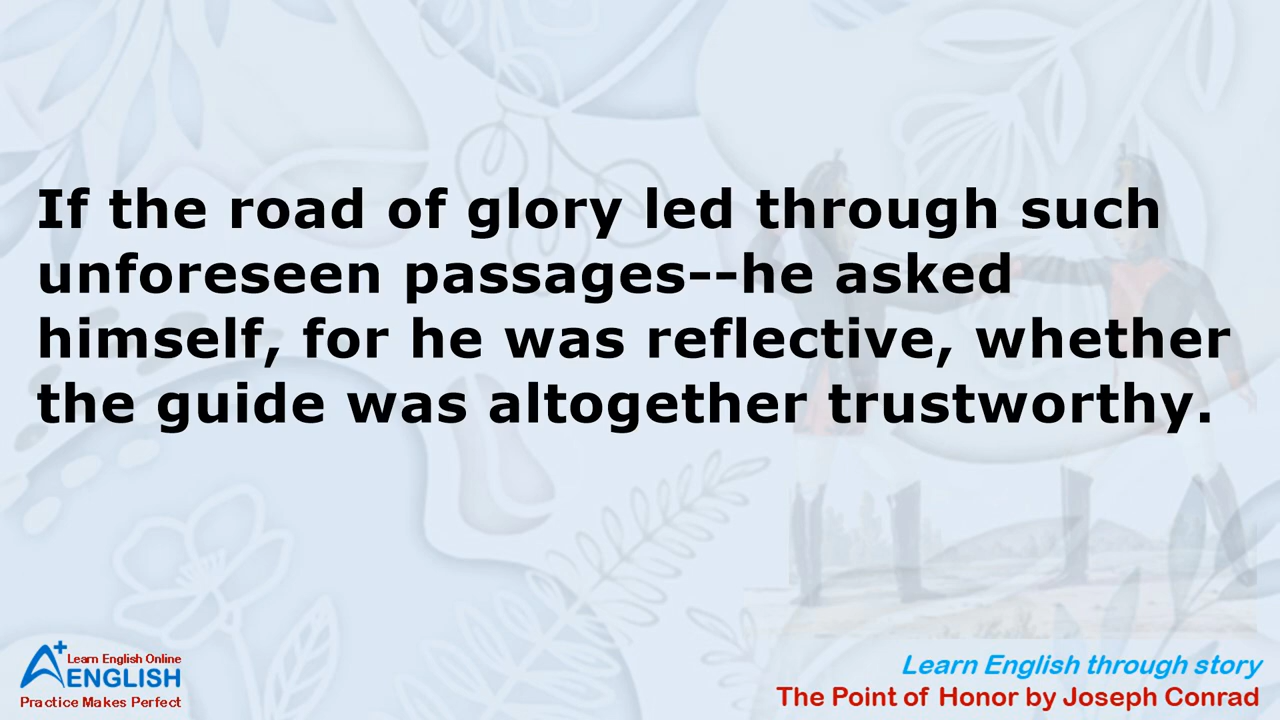 If the road of glory led through such
unforeseen passages--he asked
himself, for he was reflective, whether
the guide was altogether trustworthy.
A+ Learn English Online
ENGLISH
Practice Makes Perfect
Learn English through story
The Point of Honor by Joseph Conrad